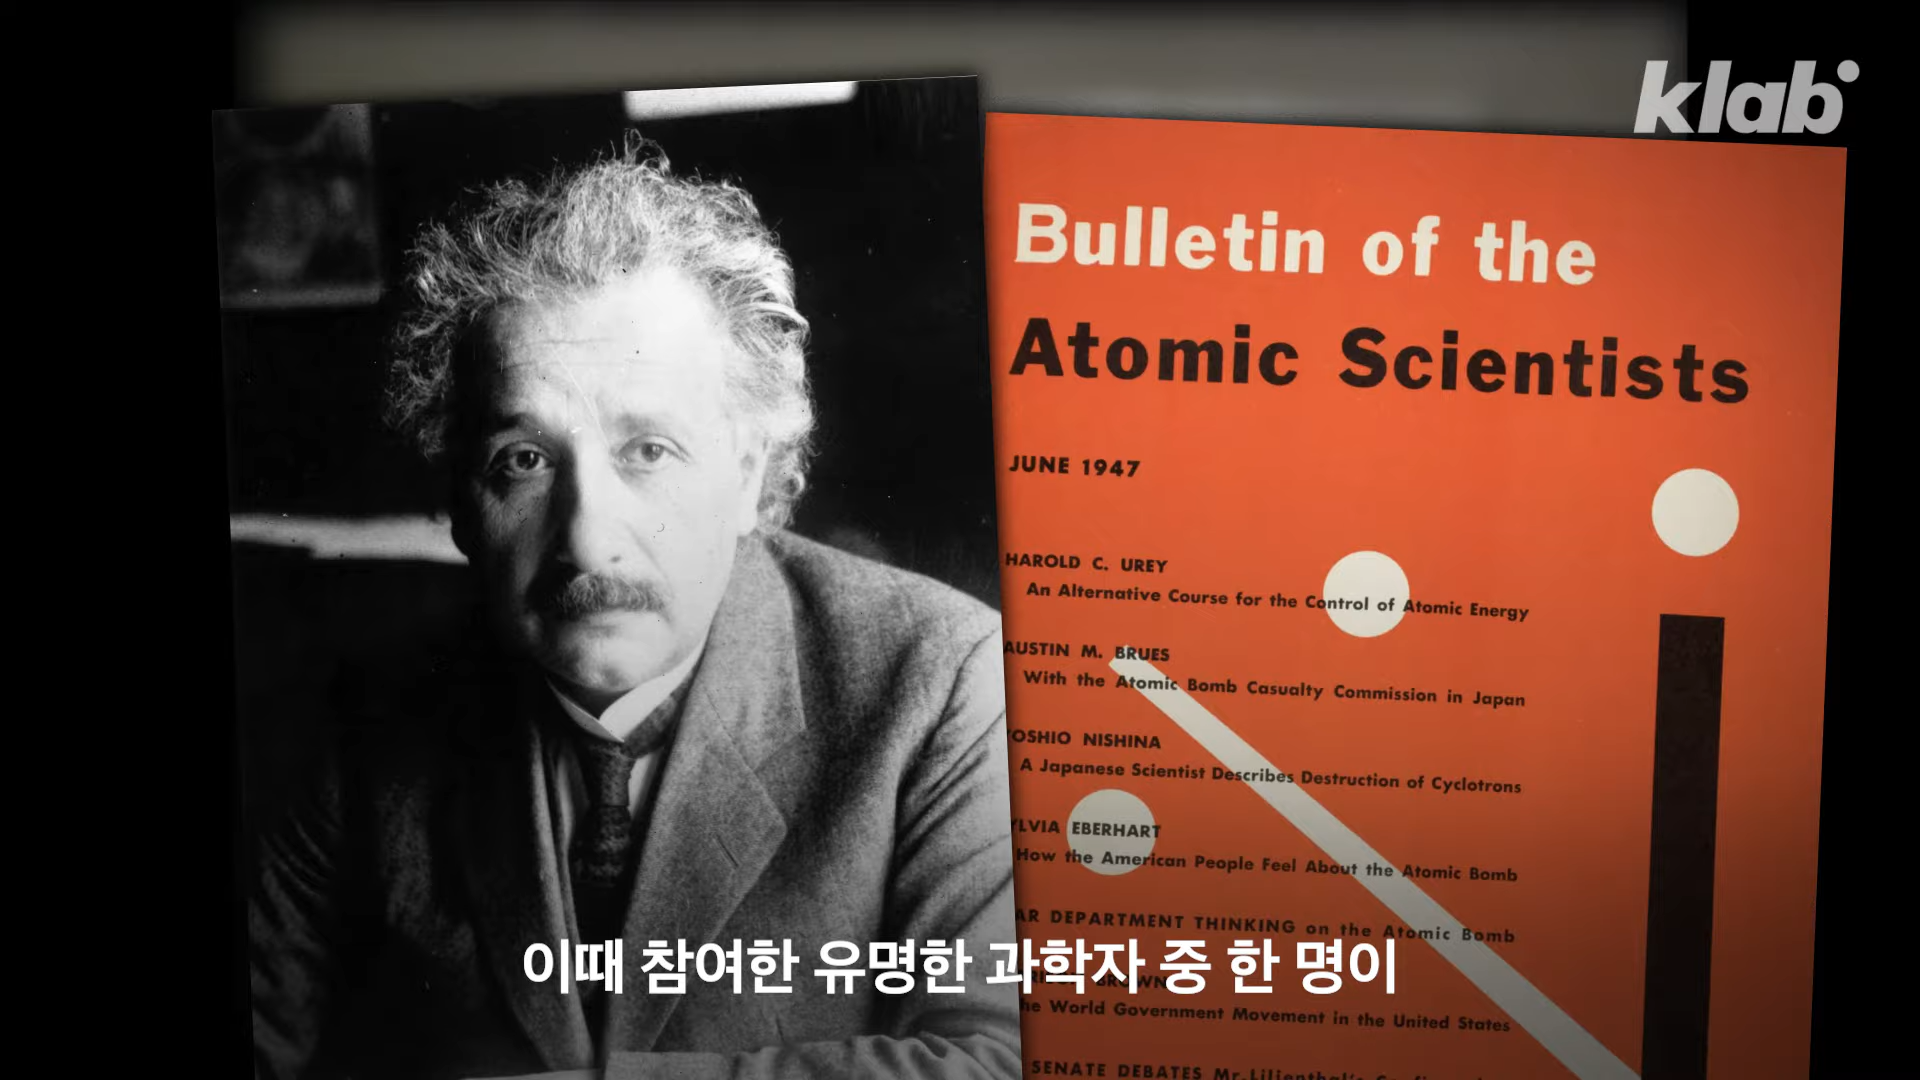 klab
Bulletin of the
Atomic Scientists
JUNE 1947
HAROLD C. UREY
An Alternative Course for the Control of Atomic Energy
AUSTIN M. BRUES
With the Atomic Bomb Casualty Commission in Japan
YOSHIO NISHINA
A Japanese Scientist Describes Destruction of Cyclotrons
EBERHART
How the American People Feel About the Atomic Bomb
DEPARTMENT THINKING on the Atomic Bomb
이때 참여한 유명한 과학자 중 한 명이
BROWN
World Government Movement in the United States
SENATE DEBATES Mr. Lilienthal's